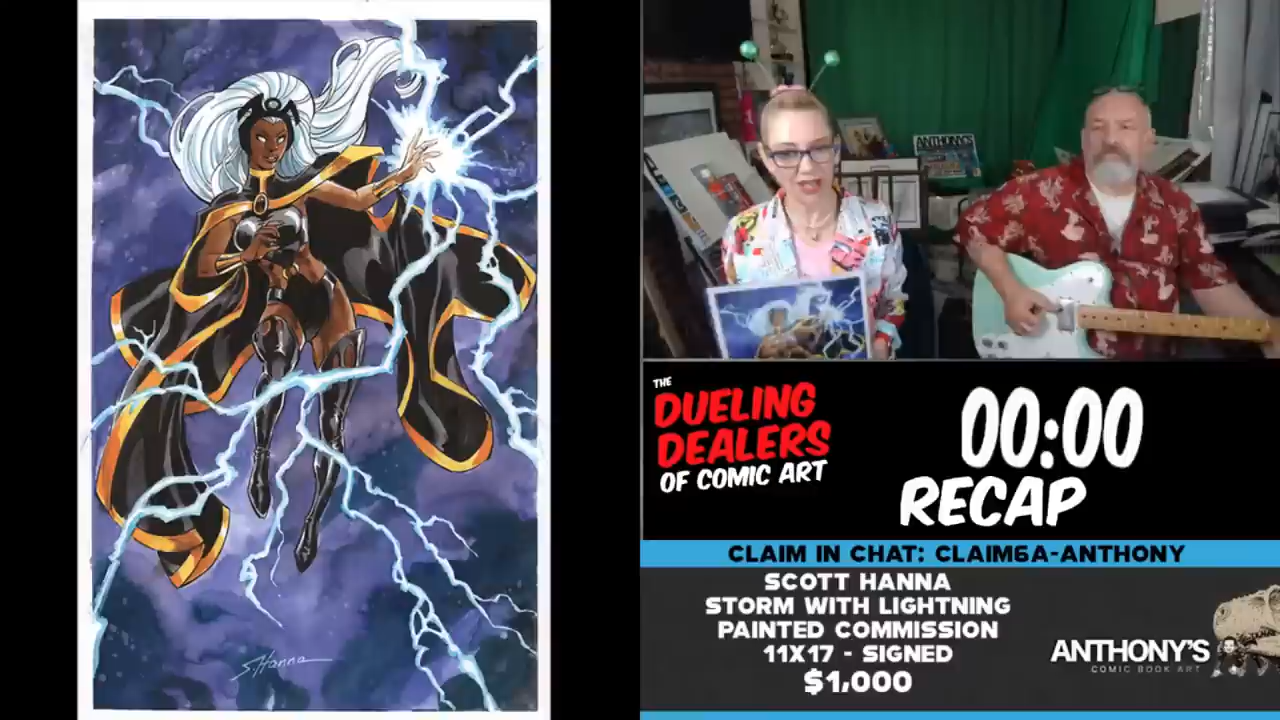 S. Hanna
ANTHONY'S
THE
DUELING
DEALERS
OF COMIC ART
00:00
RECAP
CLAIM IN CHAT: CLAIM6A-ANTHONY
SCOTT HANNA
STORM WITH LIGHTNING
PAINTED COMMISSION
11X17 - SIGNED
$1,000
ANTHONY'S
COMIC BOOK ART